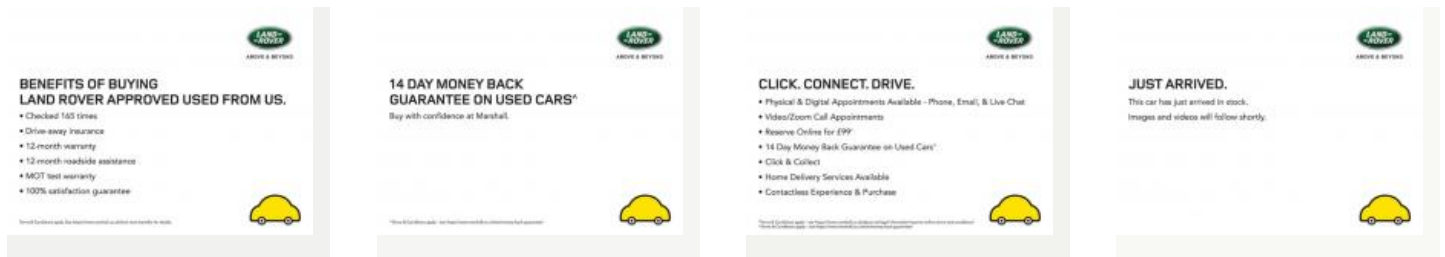 LAND-
-ROVER
ABOVE & BEYOND
BENEFITS OF BUYING
LAND ROVER APPROVED USED FROM US.
• Checked 165 times
• Drive-away insurance
• 12-month warranty
• 12-month roadside assistance
• MOT test warranty
• 100% satisfaction guarantee
LAND-
-ROVER
ABOVE & BEYOND
14 DAY MONEY BACK
GUARANTEE ON USED CARS^
Buy with confidence at Marshall.
LAND-
-ROVER
ABOVE & BEYOND
CLICK. CONNECT. DRIVE.
• Physical & Digital Appointments Available - Phone, Email, & Live Chat
• Video/Zoom Call Appointments
• Reserve Online for £99
• 14 Day Money Back Guarantee on Used Cars^
• Click & Collect
• Home Delivery Services Available
• Contactless Experience & Purchase
LAND-
-ROVER
ABOVE & BEYOND
JUST ARRIVED.
This car has just arrived in stock.
Images and videos will follow shortly.